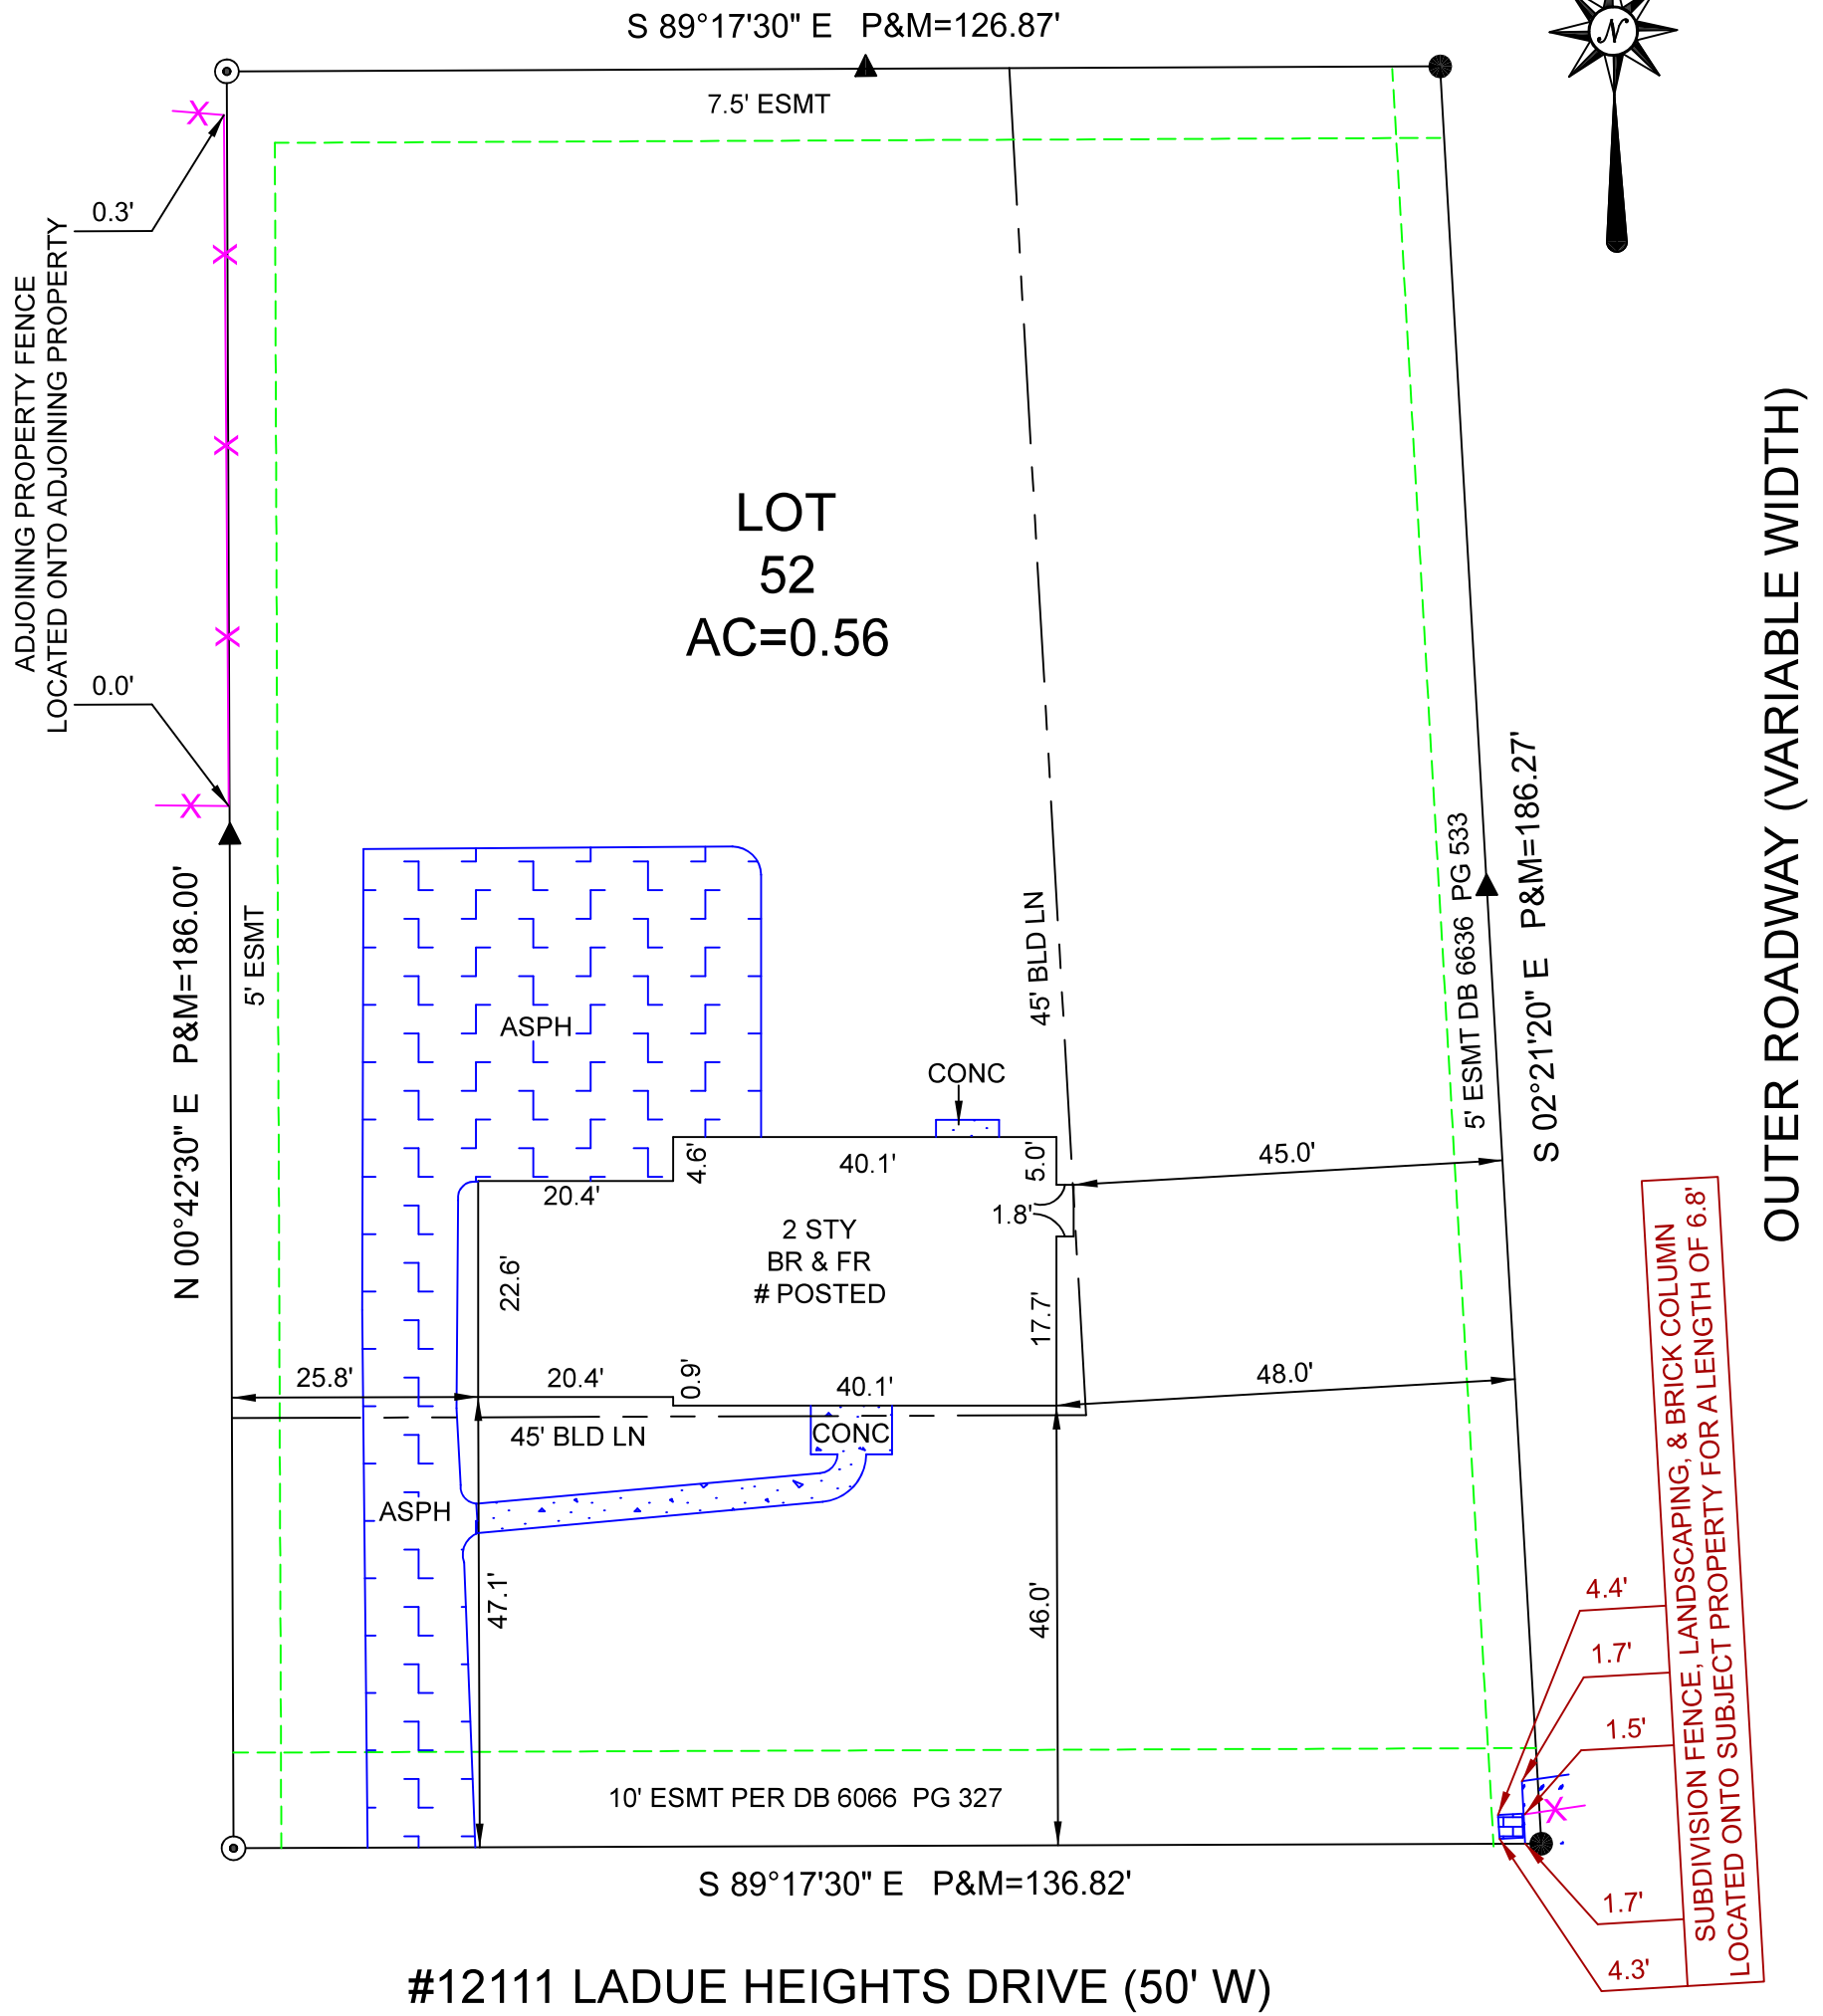 S 89°17'30" E P&M=126.87'
N
7.5' ESMT
0.3'
ADJOINING PROPERTY FENCE
LOCATED ONTO ADJOINING PROPERTY
0.0'
LOT
52
AC=0.56
OUTER ROADWAY (VARIABLE WIDTH)
N 00°42'30" E P&M=186.00'
5' ESMT
45' BLD LN
5' ESMT DB 6636 PG 533
S 02°21'20" E P&M=186.27'
ASPH
CONC
4.6'
40.1'
5.0'
45.0'
20.4'
1.8'
2 STY
BR & FR
# POSTED
22.6'
17.7'
25.8'
20.4'
0.9'
40.1'
48.0'
45' BLD LN
CONC
ASPH
47.1'
46.0'
SUBDIVISION FENCE, LANDSCAPING, & BRICK COLUMN
LOCATED ONTO SUBJECT PROPERTY FOR A LENGTH OF 6.8'
4.4'
1.7'
1.5'
1.7'
4.3'
10' ESMT PER DB 6066 PG 327
S 89°17'30" E P&M=136.82'
#12111 LADUE HEIGHTS DRIVE (50' W)